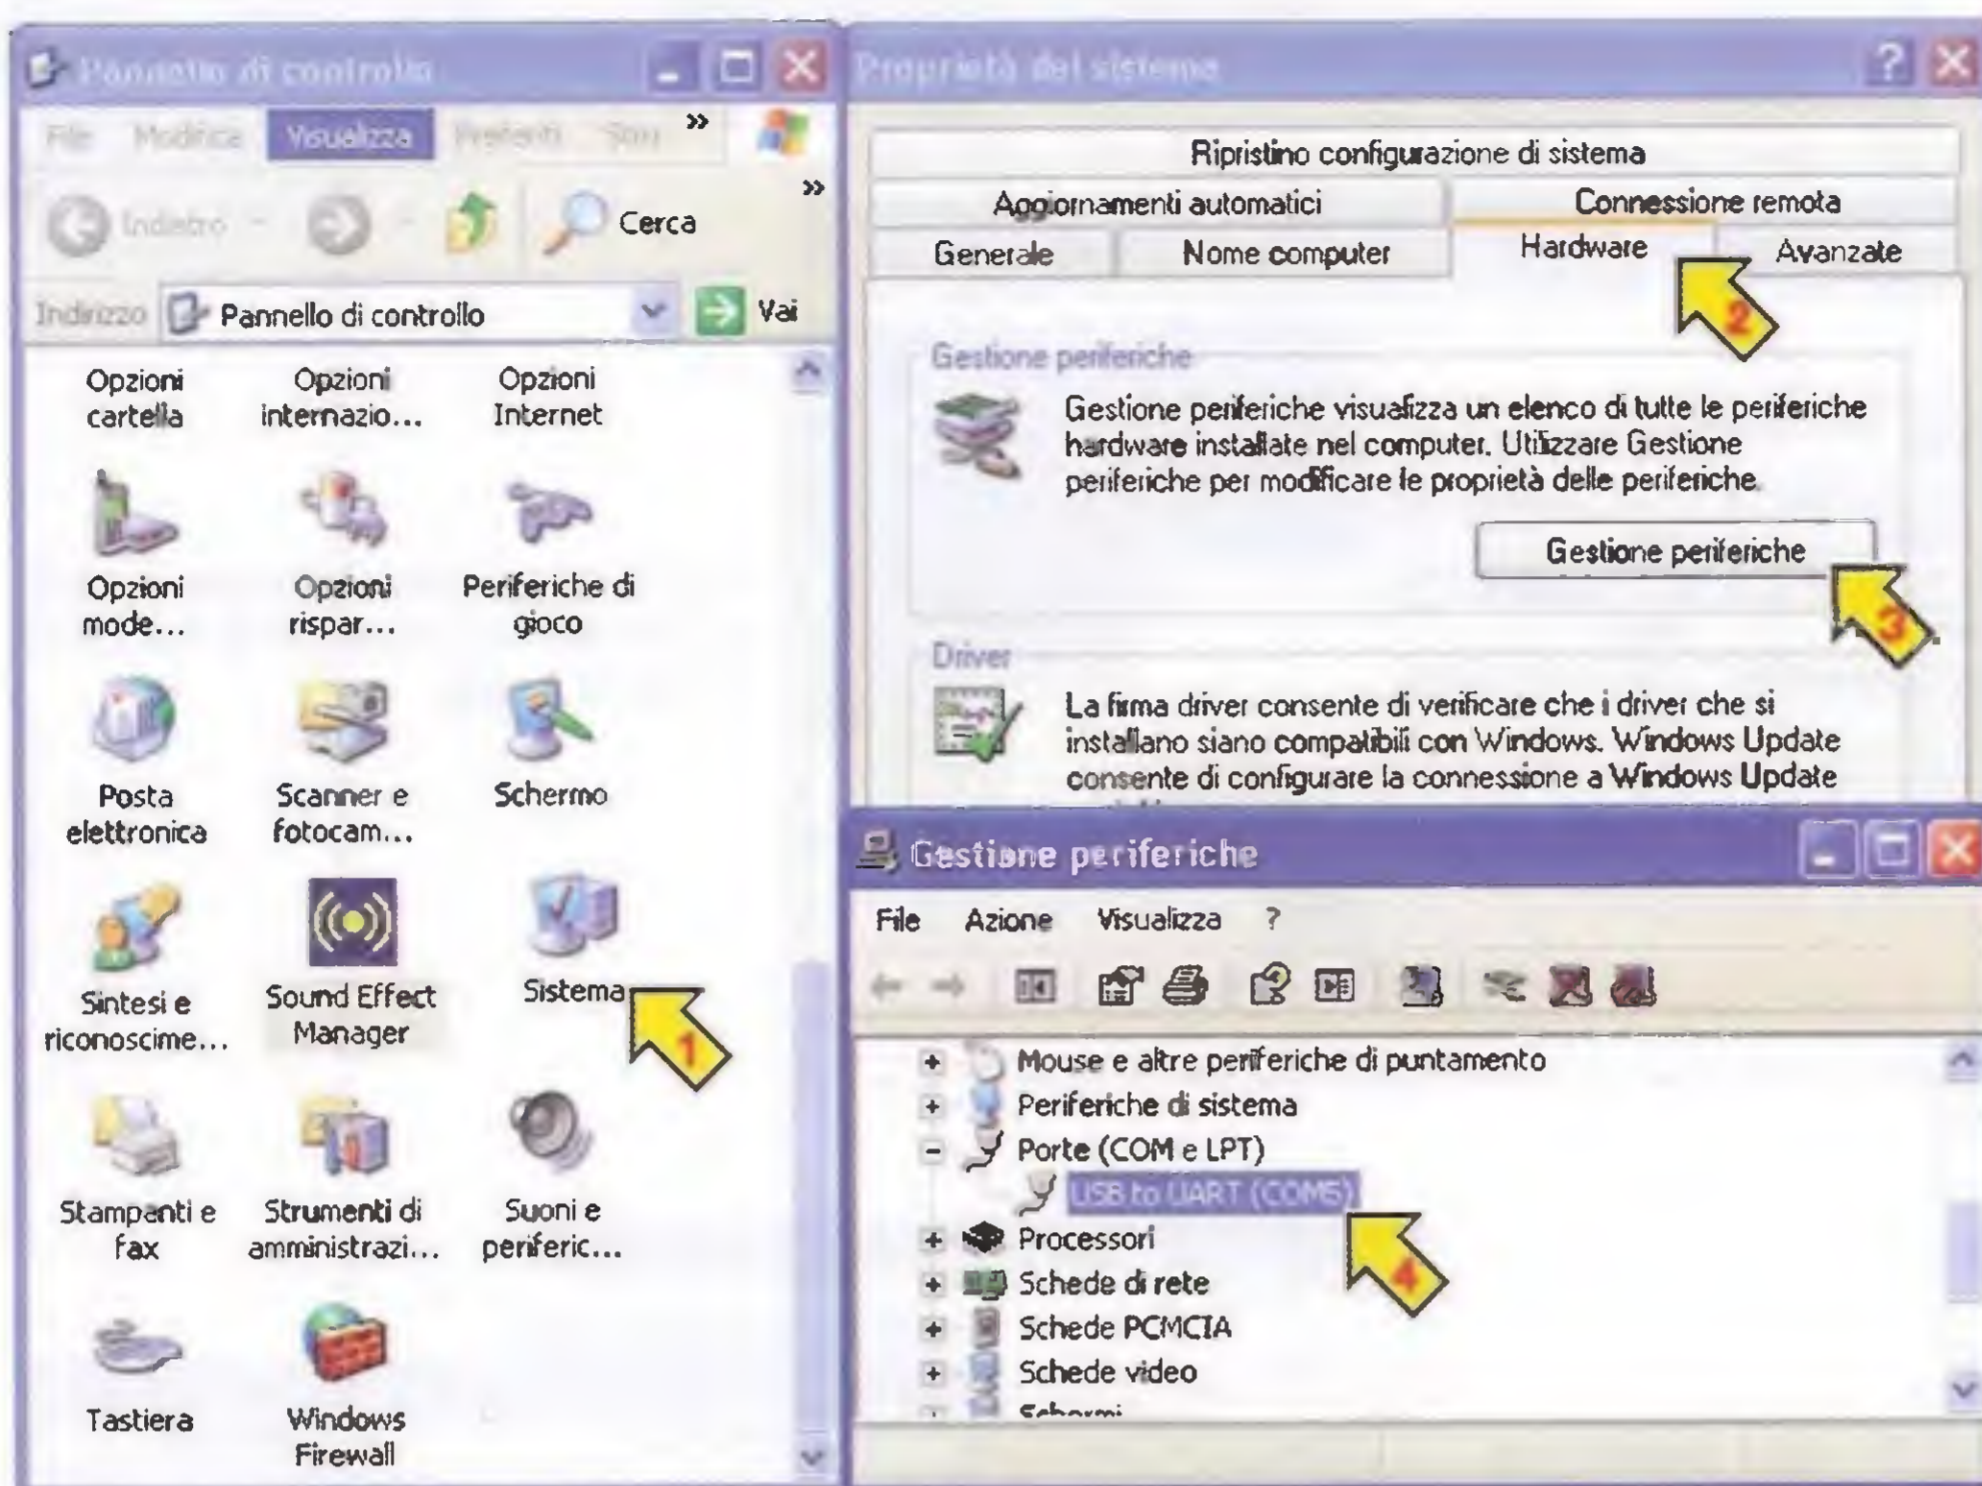 Pannello di controllo
File Modifica Visualizza Preferiti »
Indietro Cerca »
Indirizzo Pannello di controllo Vai
Opzioni cartella
Opzioni internazio...
Opzioni Internet
Opzioni mode...
Opzioni rispar...
Periferiche di gioco
Posta elettronica
Scanner e fotocam...
Schermo
Sintesi e riconoscime...
Sound Effect Manager
Sistema
1
Stampanti e fax
Strumenti di amministrazi...
Suoni e periferic...
Tastiera
Windows Firewall
Proprietà del sistema
Ripristino configurazione di sistema
Aggiornamenti automatici Connessione remota
Generale Nome computer Hardware Avanzate
2
Gestione periferiche
Gestione periferiche visualizza un elenco di tutte le periferiche
hardware installate nel computer. Utilizzare Gestione
periferiche per modificare le proprietà delle periferiche.
Gestione periferiche
3
Driver
La firma driver consente di verificare che i driver che si
installano siano compatibili con Windows. Windows Update
consente di configurare la connessione a Windows Update
Gestione periferiche
File Azione Visualizza ?
Mouse e altre periferiche di puntamento
Periferiche di sistema
Porte (COM e LPT)
USB to UART
4
Processori
Schede di rete
Schede PCMCIA
Schede video
Schermi